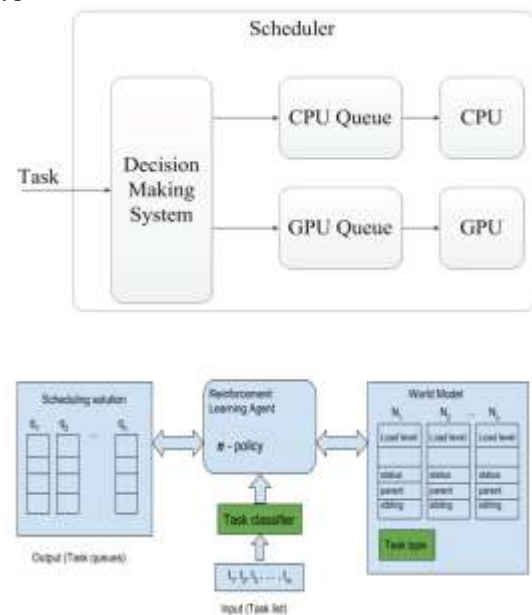 Scheduler
Task
Decision
Making
System
CPU Queue
CPU
GPU Queue
GPU
Scheduling solution
...
Output (Task queues)
Reinforcement
Learning Agent
π - policy
Task classifier
Input (Task list)
World Model
N₁ N₂ ...
Load level Load level Load level
status status status
parent parent parent
sibling sibling sibling
Task type